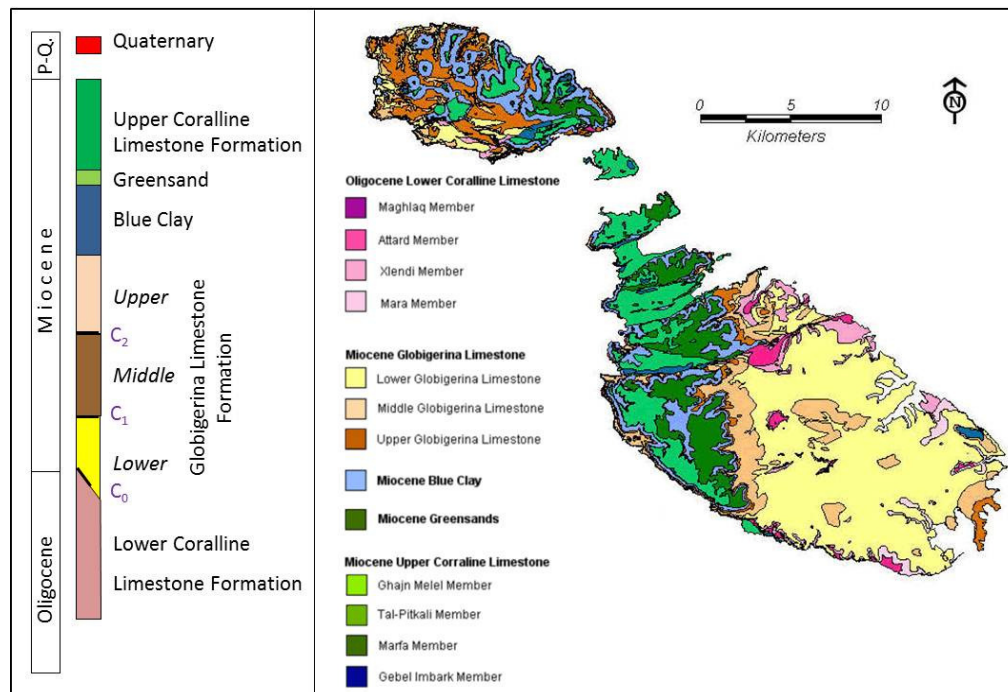 P-Q.
Miocene
Oligocene
Quaternary
Upper Coralline
Limestone Formation
Greensand
Blue Clay
Upper
C2
Middle
C1
Lower
C0
Globigerina Limestone
Formation
Lower Coralline
Limestone Formation
0 5 10
Kilometers
N
Oligocene Lower Coralline Limestone
Maghlaq Member
Attard Member
Xlendi Member
Mara Member
Miocene Globigerina Limestone
Lower Globigerina Limestone
Middle Globigerina Limestone
Upper Globigerina Limestone
Miocene Blue Clay
Miocene Greensands
Miocene Upper Corraline Limestone
Ghajn Melel Member
Tal-Pitkali Member
Marfa Member
Gebel Imbark Member